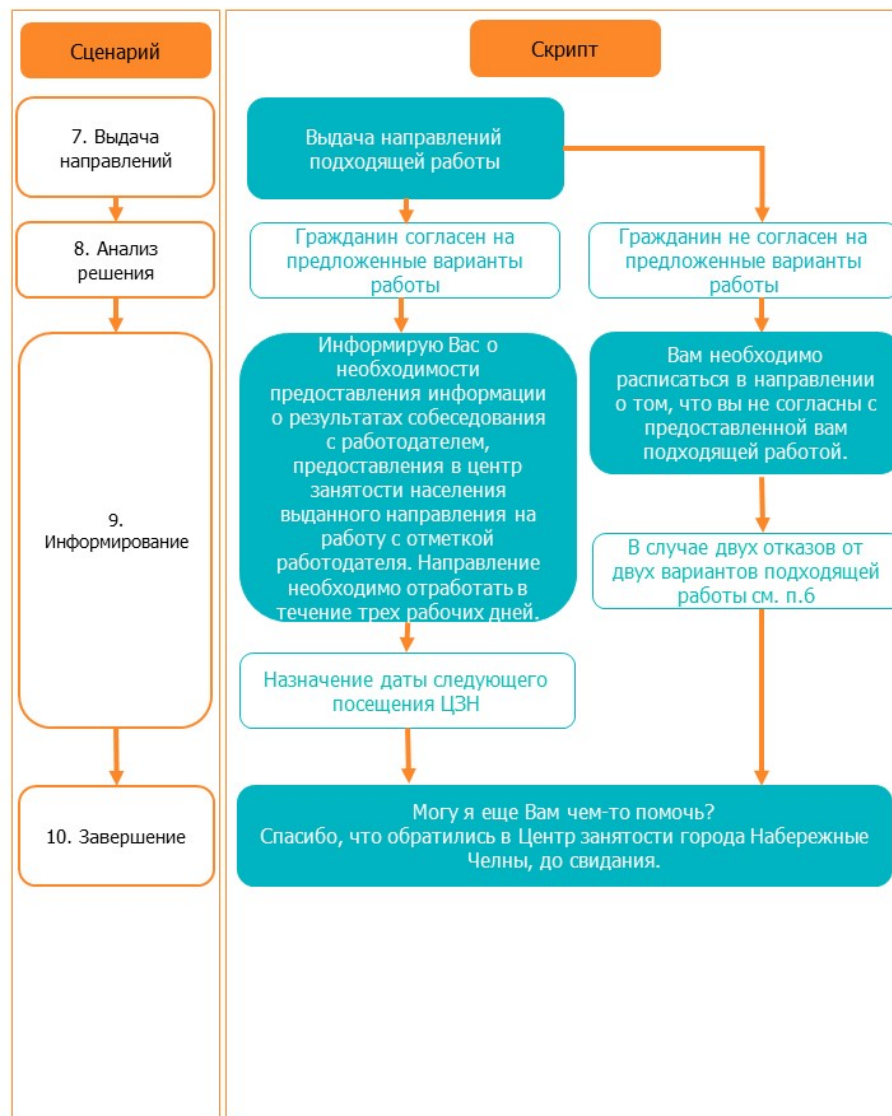 Сценарий
Скрипт
7. Выдача
направлений
Выдача направлений
подходящей работы
8. Анализ
решения
Гражданин согласен на
предложенные варианты
работы
Гражданин не согласен на
предложенные варианты
работы
9.
Информирование
Информирую Вас о
необходимости
предоставления информации
о результатах собеседования
с работодателем,
предоставления в центр
занятости населения
выданного направления на
работу с отметкой
работодателя. Направление
необходимо отработать в
течение трех рабочих дней.
Вам необходимо
расписаться в направлении
о том, что вы не согласны с
предоставленной вам
подходящей работой.
В случае двух отказов от
двух вариантов подходящей
работы см. п.6
Назначение даты следующего
посещения ЦЗН
10. Завершение
Могу я еще Вам чем-то помочь?
Спасибо, что обратились в Центр занятости города Набережные
Челны, до свидания.